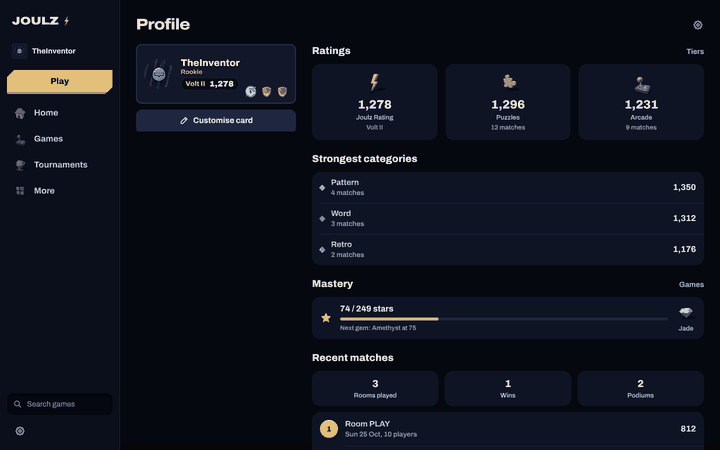 JOULZ
TheInventor
Play
Home
Games
Tournaments
More
Search games
Profile
TheInventor
Rookie
Volt II 1,278
Customise card
Ratings
Tiers
1,278
Joulz Rating
Volt II
1,296
Puzzles
12 matches
1,231
Arcade
9 matches
Strongest categories
Pattern
4 matches
1,350
Word
3 matches
1,312
Retro
2 matches
1,176
Mastery
Games
74 / 249 stars
Next gem: Amethyst at 75
Jade
Recent matches
3
Rooms played
1
Wins
2
Podiums
1
Room PLAY
Sun 25 Oct, 10 players
812